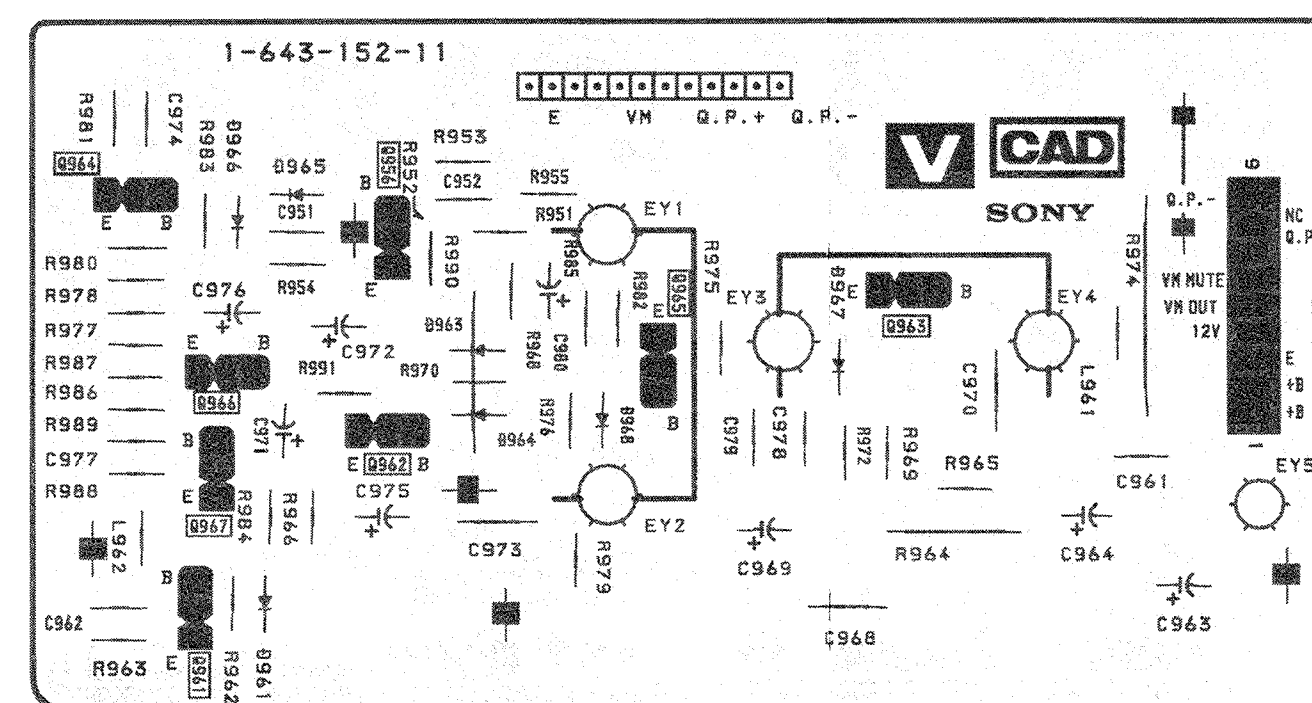 1-643-152-11
E VM Q.P.+ Q.P.-
V CAD
SONY
R981
C974
R983
D966
D965
Q964
E B
C951
R954
B
Q956
R952
E
R953
C952
R955
R951
R990
EY1
R985
R982
Q965
E
B
R975
EY3
D967
E B
Q963
EY4
R974
Q.P.-
9
NC
Q.P
VM MUTE
VM OUT
12V
E
+B
+B
1
R980
R978
R977
R987
R986
R989
C977
R988
C976
C972
D963
R968
C980
E B
Q966
R991
R970
C971
B
E
Q967
R984
R966
E Q962 B
C975
D964
R976
D968
C979
C978
R972
R969
C970
L961
R965
C961
EY5
L962
C973
EY2
R979
C969
R964
C964
C963
C962
R963
B
E
Q961
R962
D961
C968